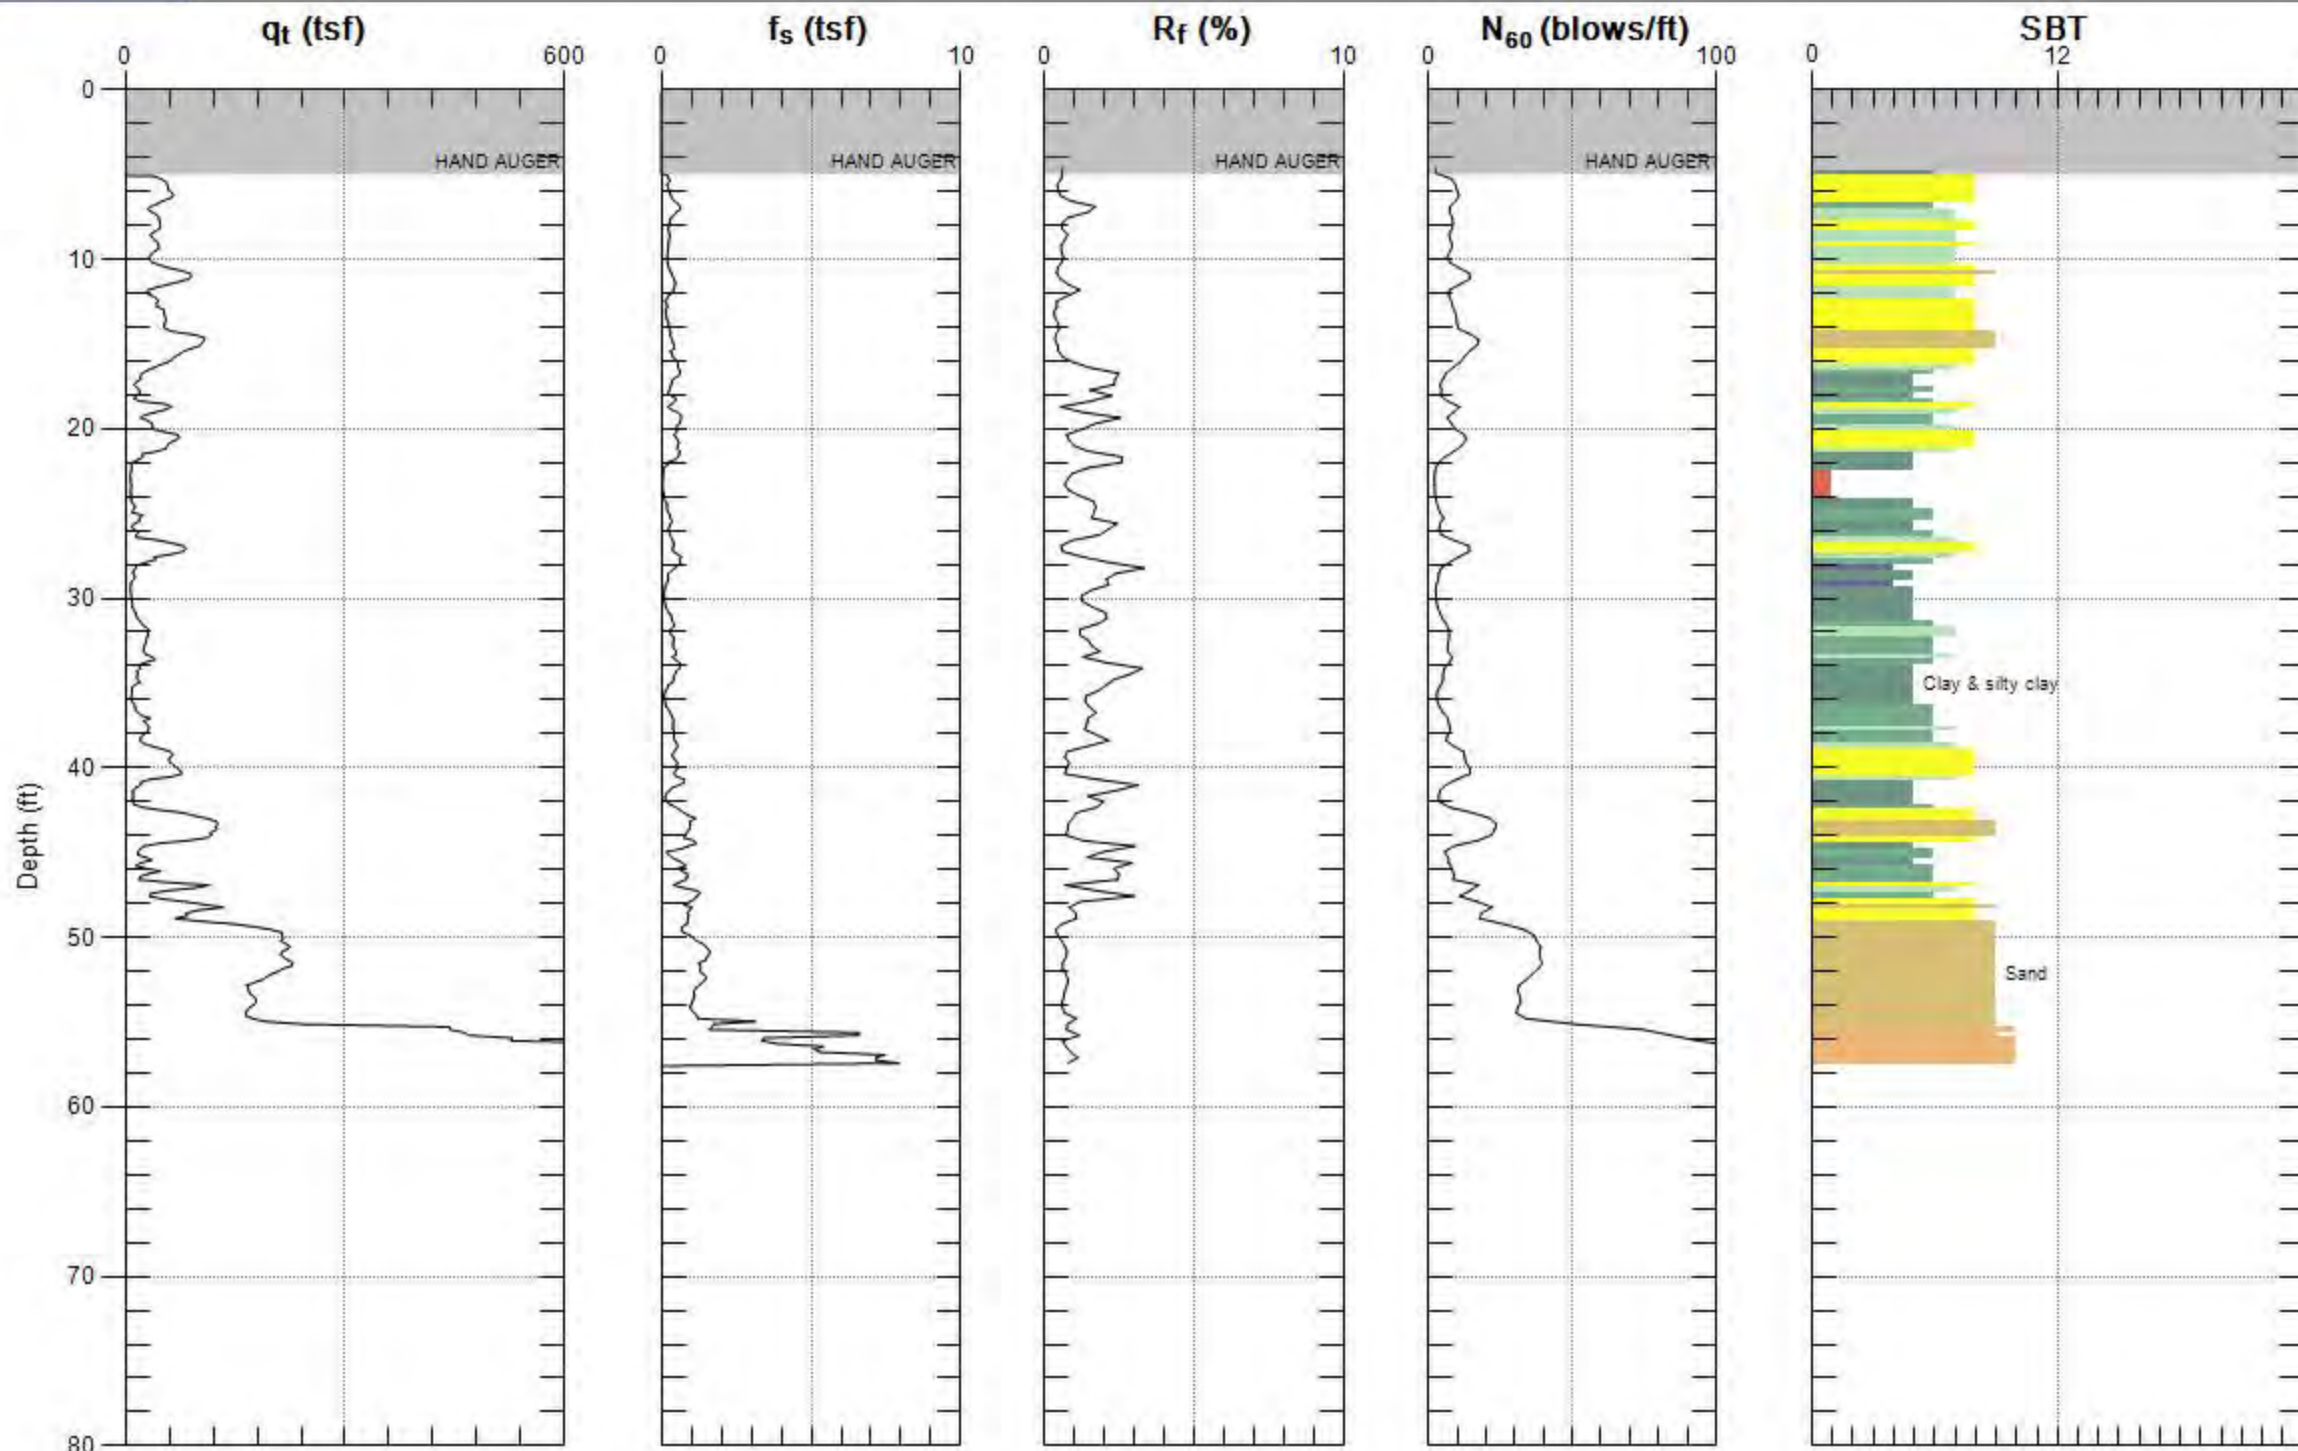 qt (tsf) fs (tsf) Rf (%) N60 (blows/ft) SBT
0 600 0 10 0 10 0 100 0 12
0
HAND AUGER HAND AUGER HAND AUGER HAND AUGER
10
20
30
Clay & silty clay
40
Depth (ft)
50
Sand
60
70
80